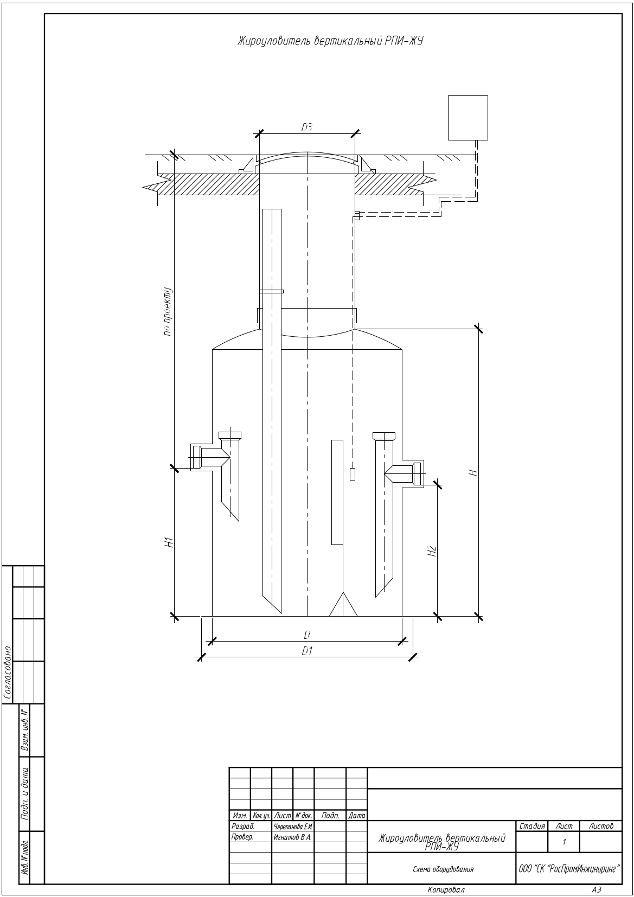 Жироуловитель вертикальный РПИ-ЖУ
D3
по проекту
H
H1
H2
D
D1
Согласовано
Взам. инв. N°
Подп. и дата
Инв. N° подл.
Изм. Кол.уч. Лист N° док. Подп. Дата
Разраб.
Провер. Игнатков В.А.
Жироуловитель вертикальный
РПИ-ЖУ
Стадия Лист Листов
1
Схема оборудования
ООО "СК "РосПромИнжиниринг"
Копировал А3